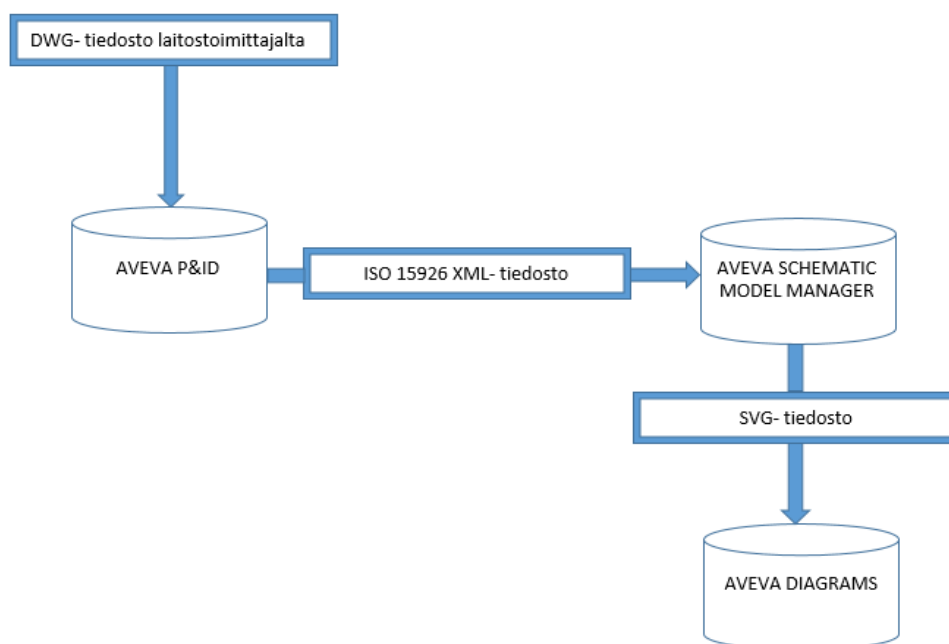 DWG- tiedosto laitostoimittajalta
AVEVA P&ID
ISO 15926 XML- tiedosto
AVEVA SCHEMATIC
MODEL MANAGER
SVG- tiedosto
AVEVA DIAGRAMS